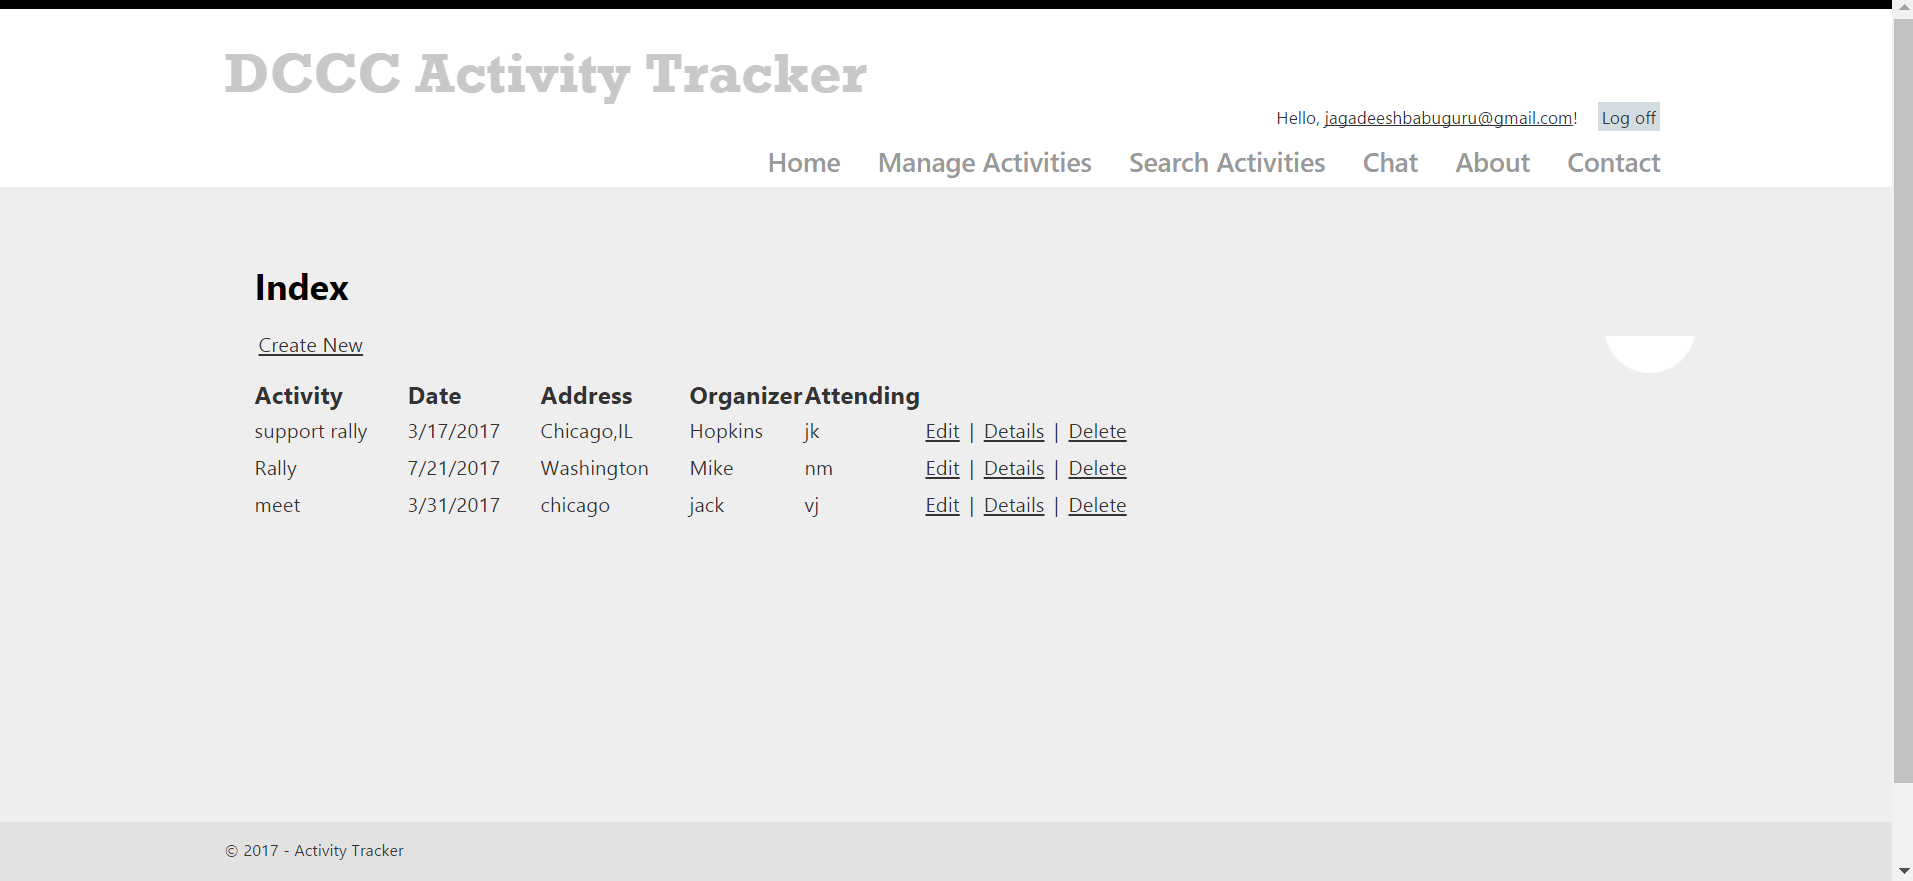 DCCC Activity Tracker
Hello, jagadeeshbabuguru@gmail.com! Log off
Home Manage Activities Search Activities Chat About Contact
Index
Create New
Activity Date Address Organizer Attending
support rally 3/17/2017 Chicago,IL Hopkins jk Edit | Details | Delete
Rally 7/21/2017 Washington Mike nm Edit | Details | Delete
meet 3/31/2017 chicago jack vj Edit | Details | Delete
© 2017 - Activity Tracker